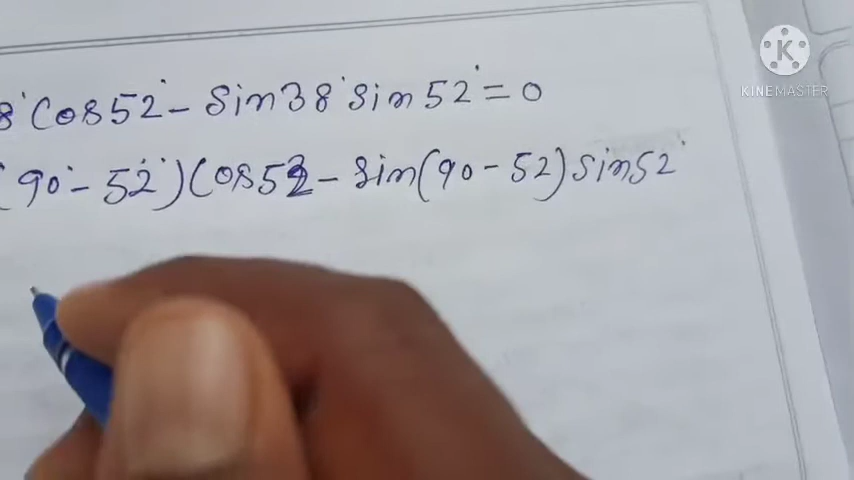 8° Cos52° - Sin38° Sin52° = 0
(90° - 52°) Cos52 - Sin(90 - 52) Sin52°
K
KINEMASTER